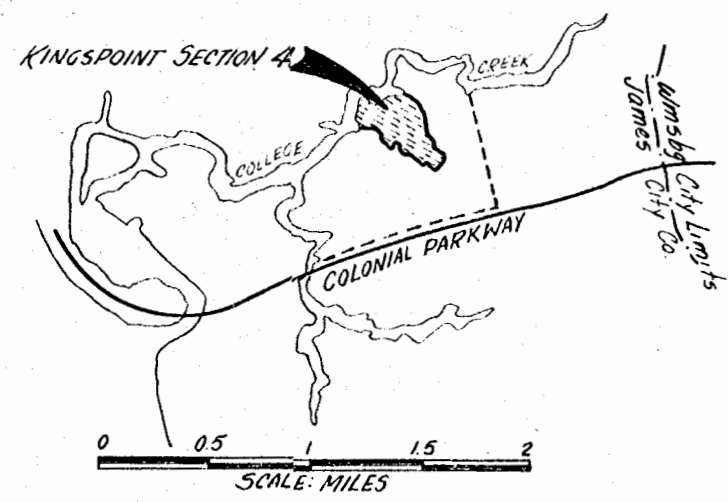 KINGSPOINT SECTION 4
CREEK
COLLEGE
COLONIAL PARKWAY
Wmsbg City Limits
James City Co.
0 0.5 1 1.5 2
SCALE: MILES